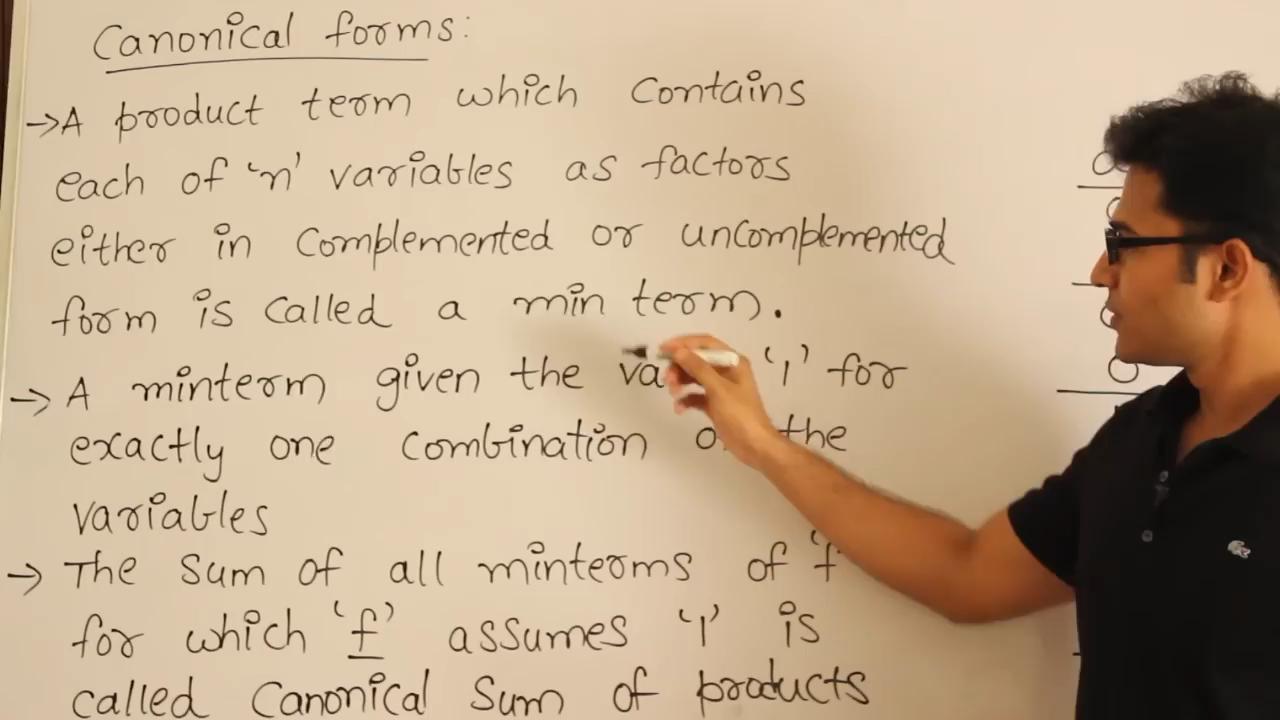 Canonical forms:
→ A product term which contains
each of 'n' variables as factors
either in complemented or uncomplemented
form is called a min term.
→ A minterm given the '1' for
exactly one combination the
variables
→ The sum of all minterms of 'f'
for which 'f' assumes '1' is
called canonical sum of products